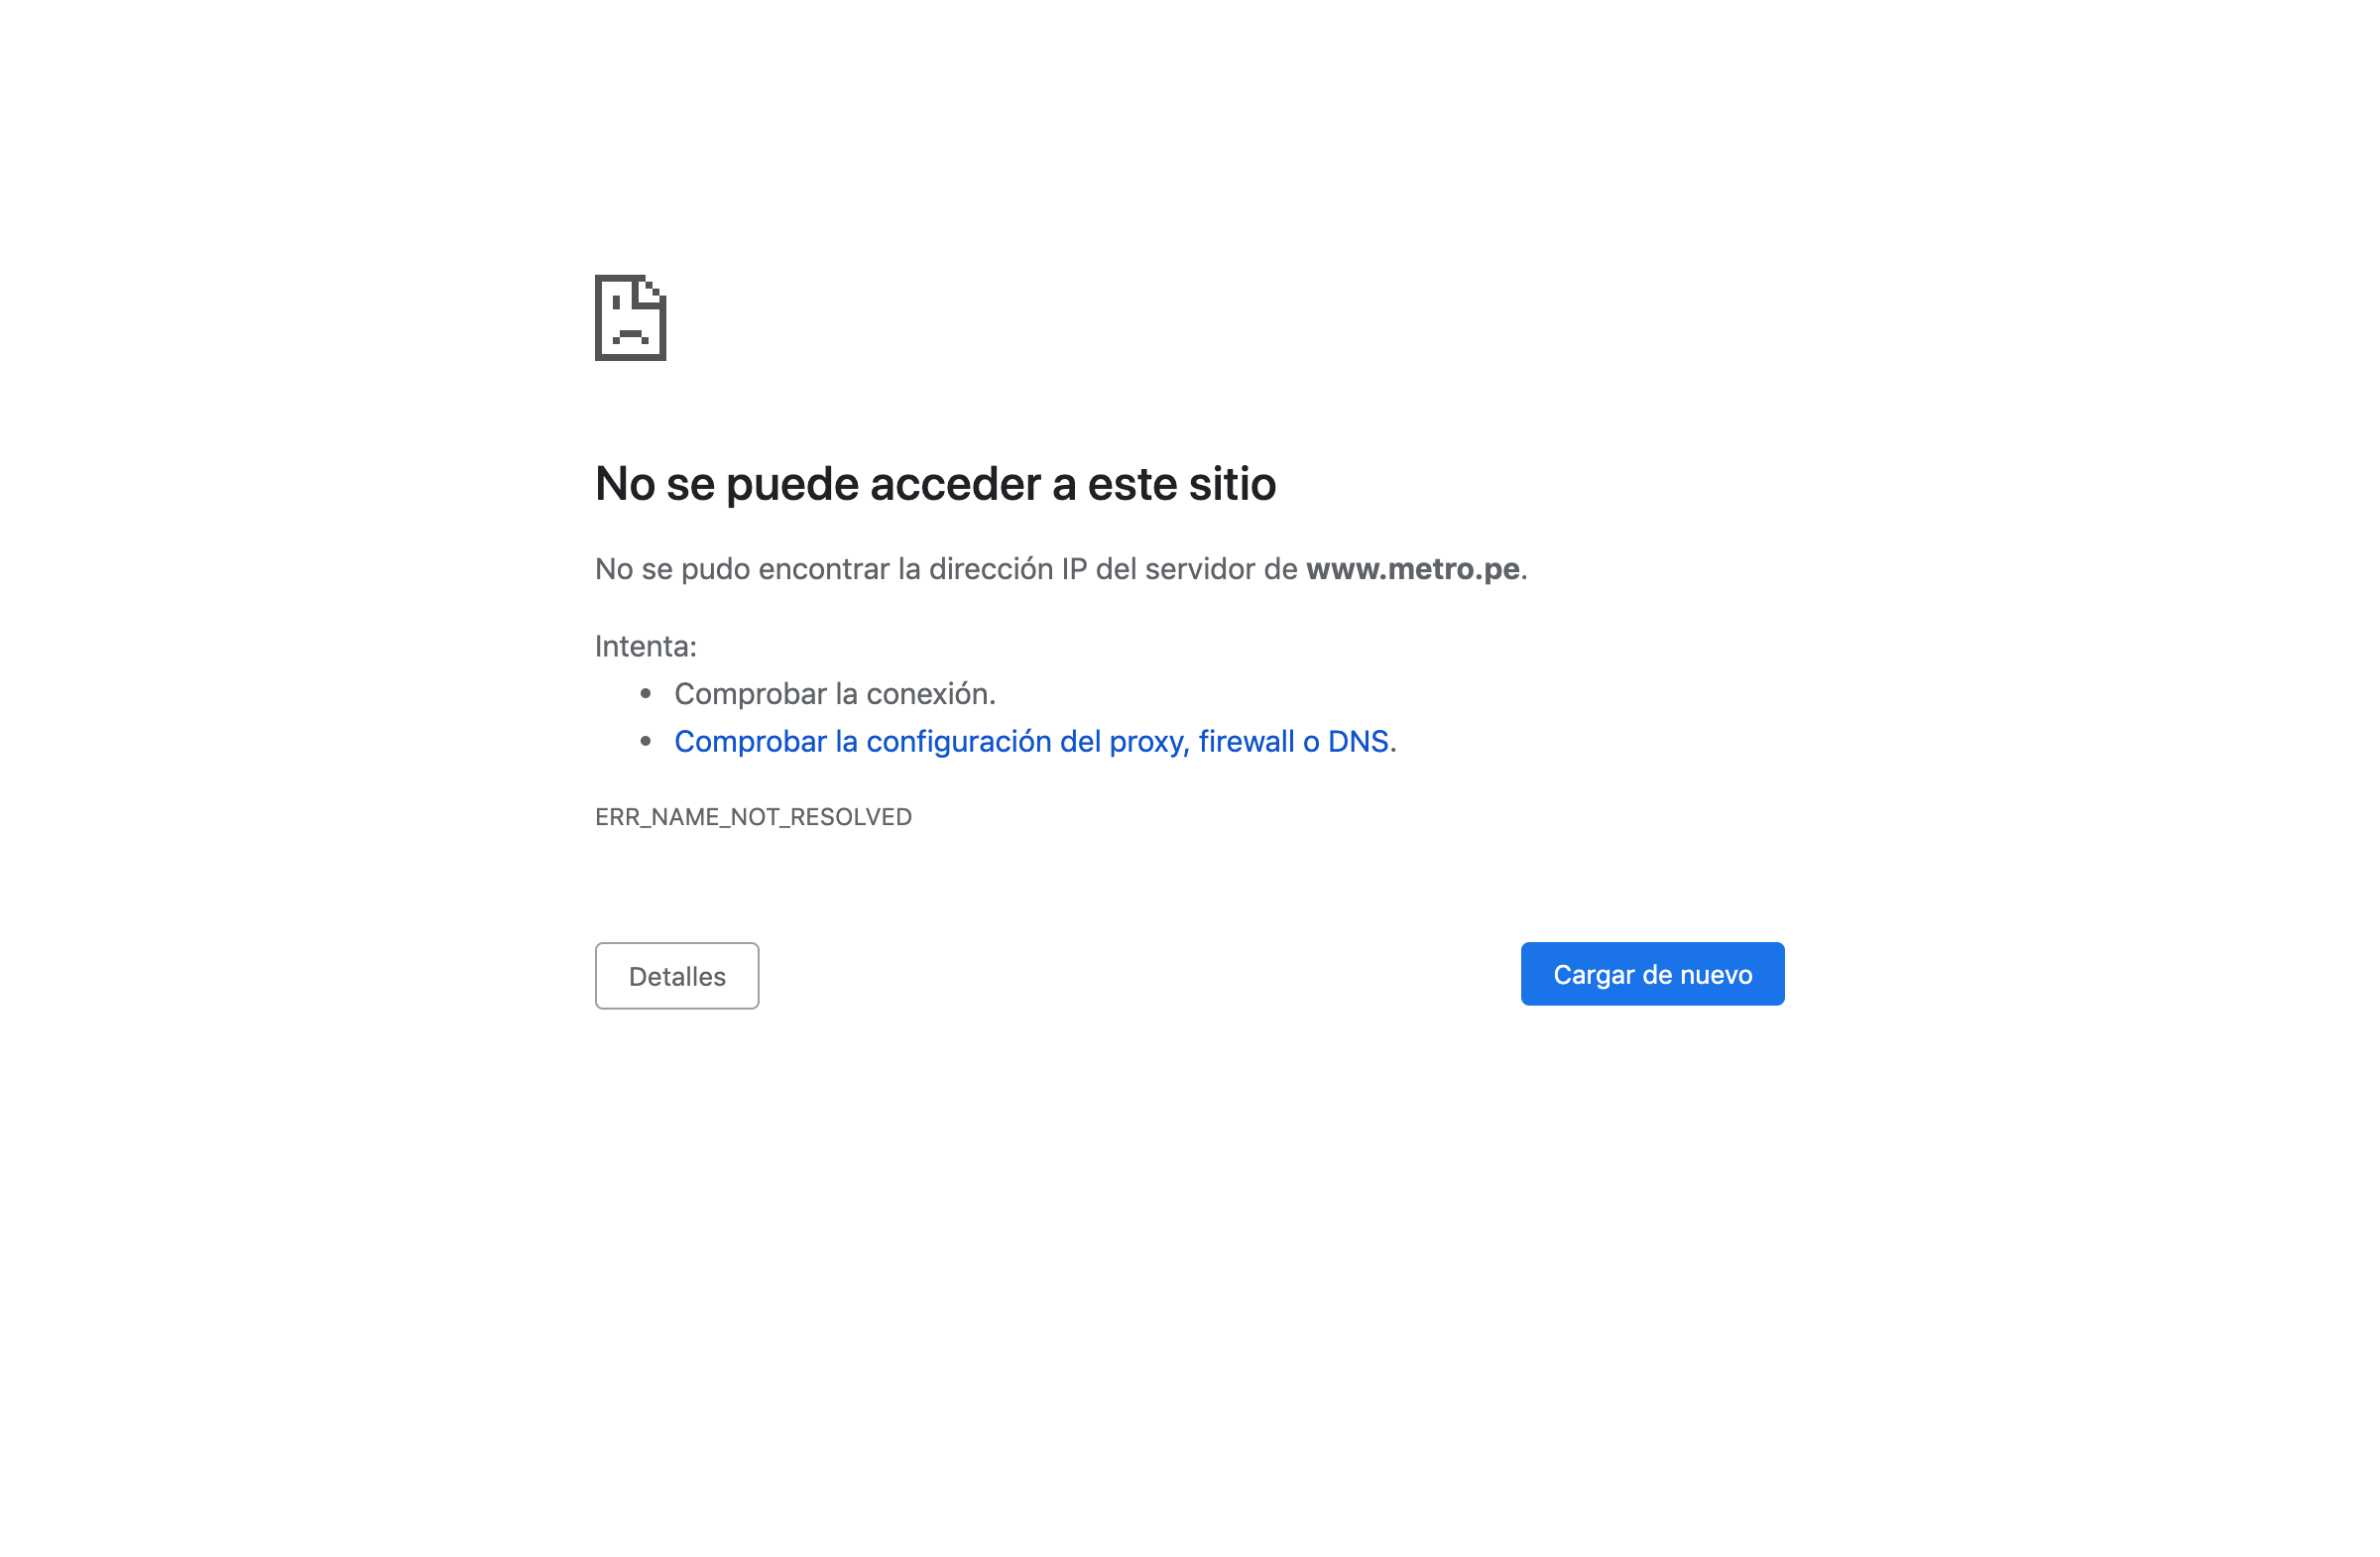 No se puede acceder a este sitio
No se pudo encontrar la dirección IP del servidor de www.metro.pe.
Intenta:
• Comprobar la conexión.
• Comprobar la configuración del proxy, firewall o DNS.
ERR_NAME_NOT_RESOLVED
Detalles
Cargar de nuevo